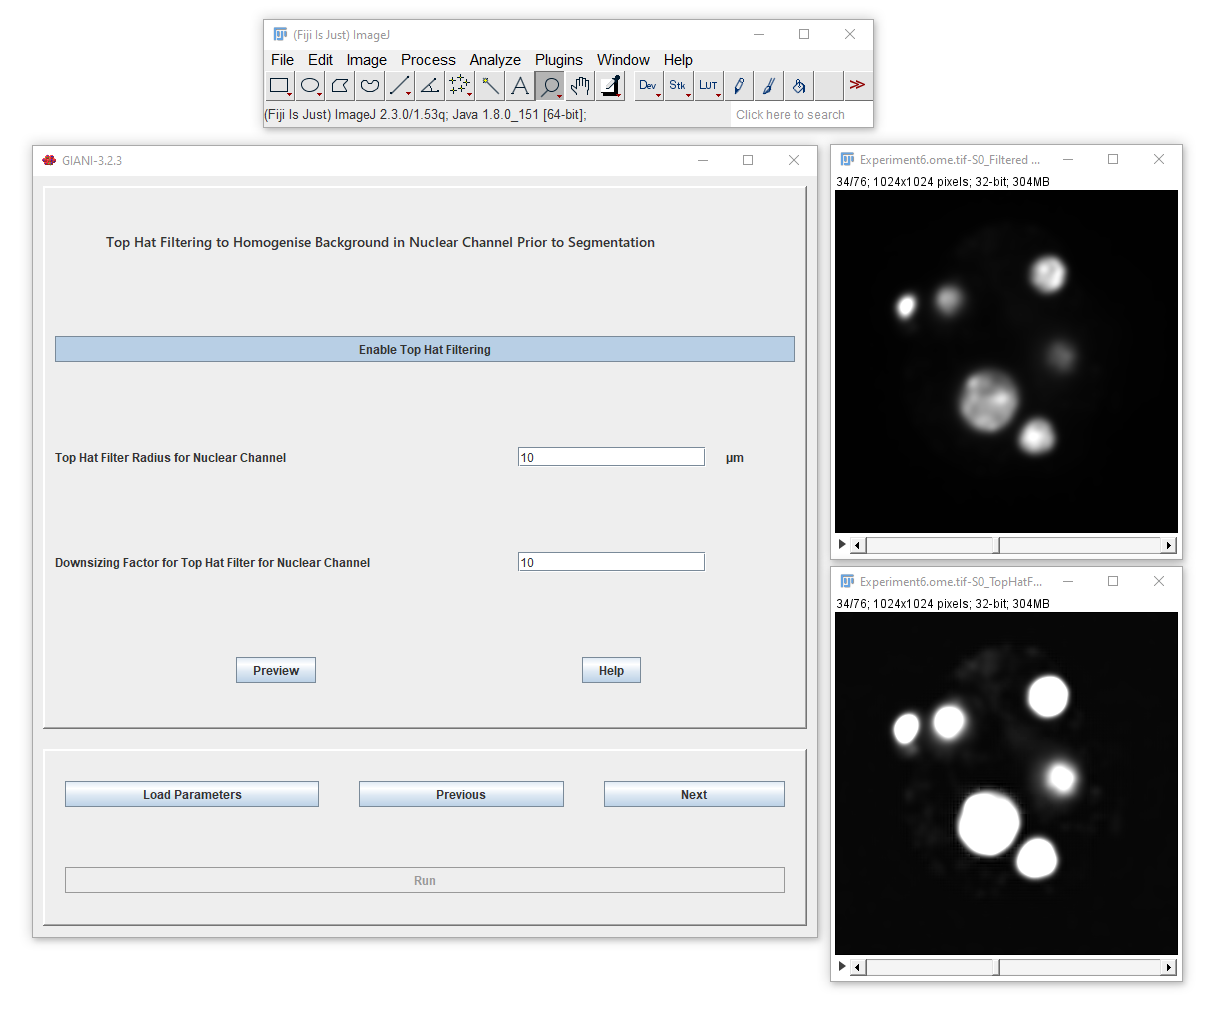 (Fiji Is Just) ImageJ
File Edit Image Process Analyze Plugins Window Help
Dev Stk LUT
(Fiji Is Just) ImageJ 2.3.0/1.53q; Java 1.8.0_151 [64-bit];
Click here to search
GIANI-3.2.3
Top Hat Filtering to Homogenise Background in Nuclear Channel Prior to Segmentation
Enable Top Hat Filtering
Top Hat Filter Radius for Nuclear Channel
10
µm
Downsizing Factor for Top Hat Filter for Nuclear Channel
10
Preview
Help
Load Parameters
Previous
Next
Run
Experiment6.ome.tif-S0_Filtered ...
34/76; 1024x1024 pixels; 32-bit; 304MB
Experiment6.ome.tif-S0_TopHatF...
34/76; 1024x1024 pixels; 32-bit; 304MB